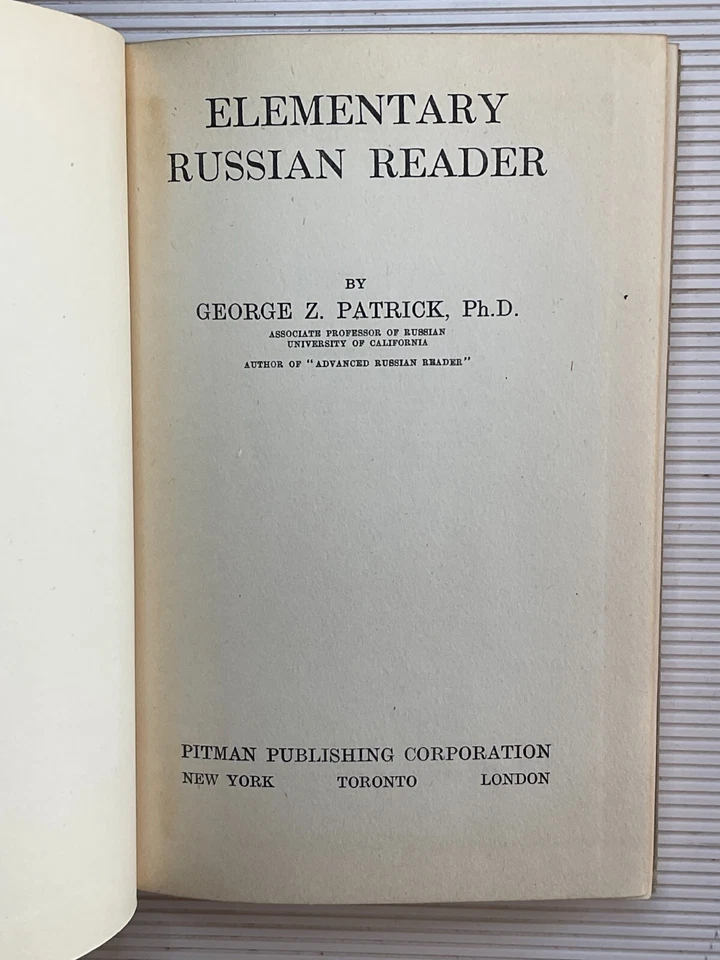 ELEMENTARY
RUSSIAN READER
BY
GEORGE Z. PATRICK, Ph.D.
ASSOCIATE PROFESSOR OF RUSSIAN
UNIVERSITY OF CALIFORNIA
AUTHOR OF "ADVANCED RUSSIAN READER"
PITMAN PUBLISHING CORPORATION
NEW YORK TORONTO LONDON